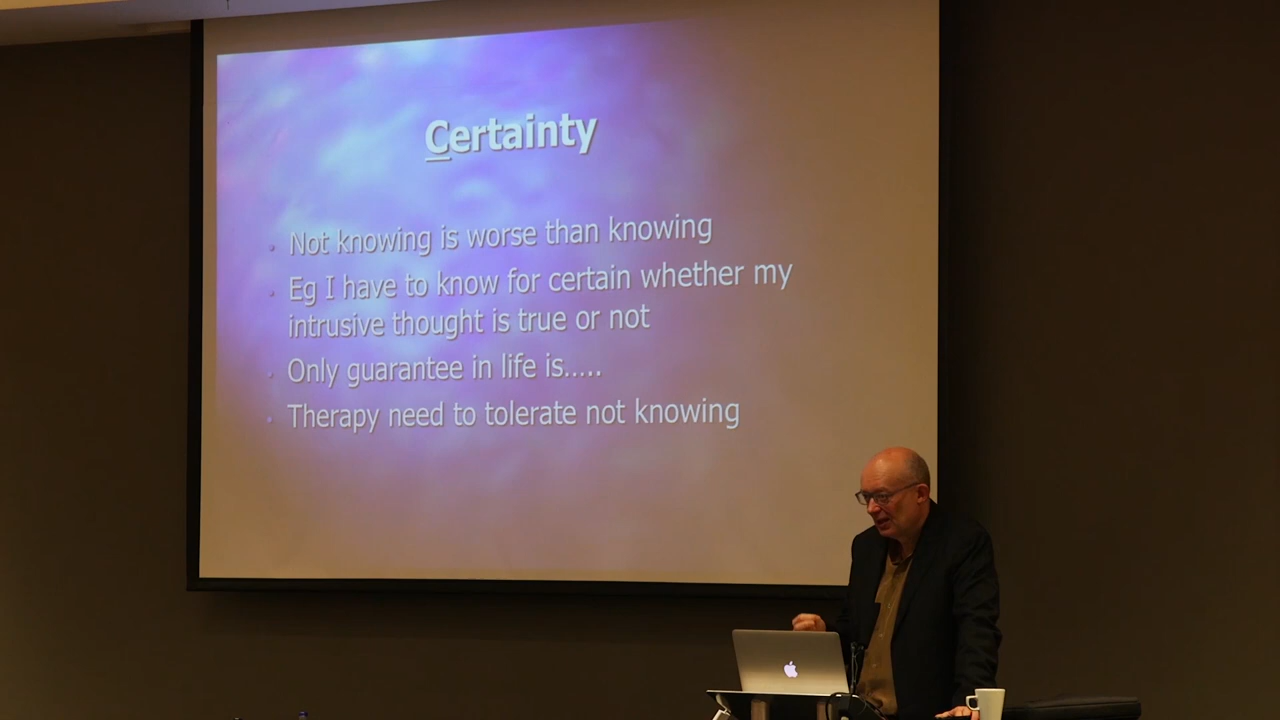 Certainty
Not knowing is worse than knowing
Eg I have to know for certain whether my
intrusive thought is true or not
Only guarantee in life is.....
Therapy need to tolerate not knowing